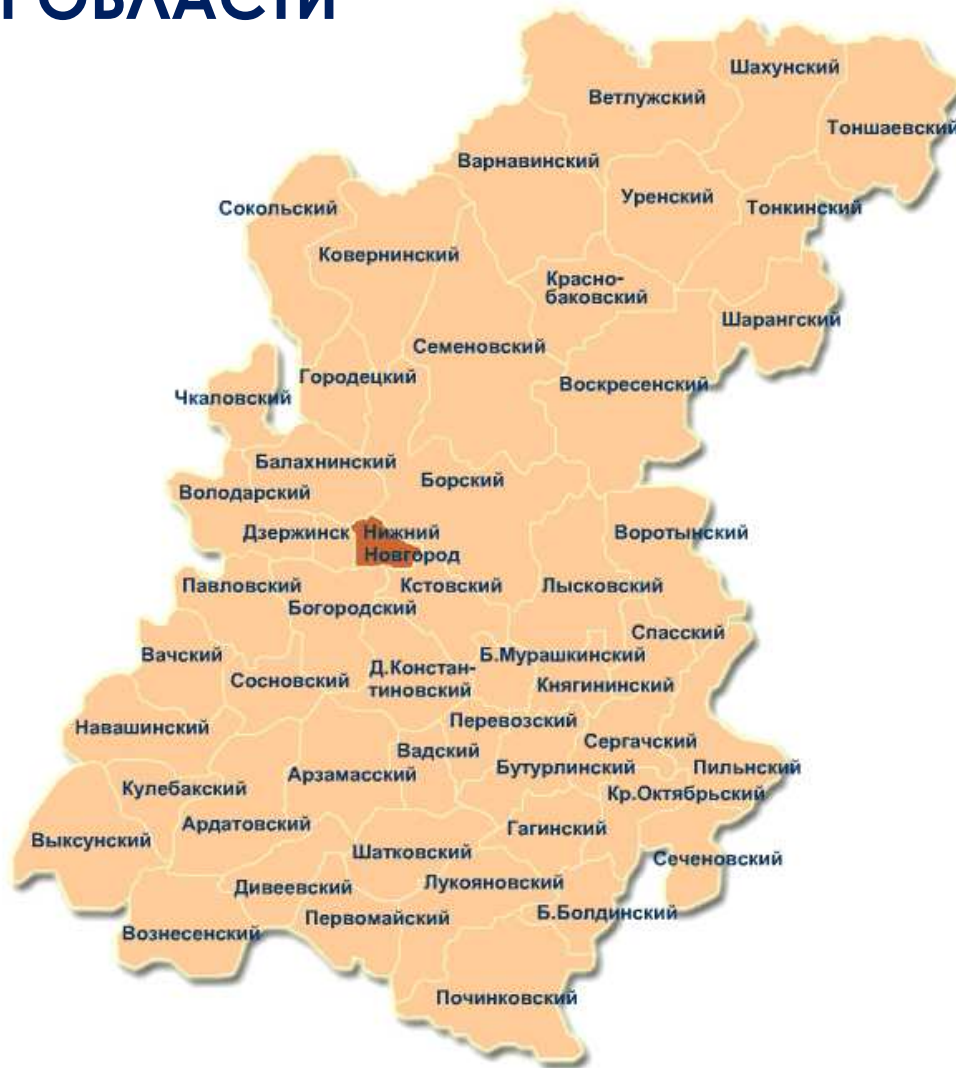 ОБЛАСТИ
Шахунский
Ветлужский
Тоншаевский
Варнавинский
Уренский
Тонкинский
Сокольский
Ковернинский
Красно-
баковский
Шарангский
Семеновский
Городецкий
Воскресенский
Чкаловский
Балахнинский
Борский
Володарский
Дзержинск
Нижний
Новгород
Воротынский
Павловский
Кстовский
Лысковский
Богородский
Спасский
Вачский
Б.Мурашкинский
Д.Констан-
тиновский
Сосновский
Княгининский
Навашинский
Перевозский
Сергачский
Вадский
Арзамасский
Бутурлинский
Пильнский
Кулебакский
Кр.Октябрьский
Ардатовский
Гагинский
Выксунский
Шатковский
Сеченовский
Дивеевский
Лукояновский
Первомайский
Б.Болдинский
Вознесенский
Починковский